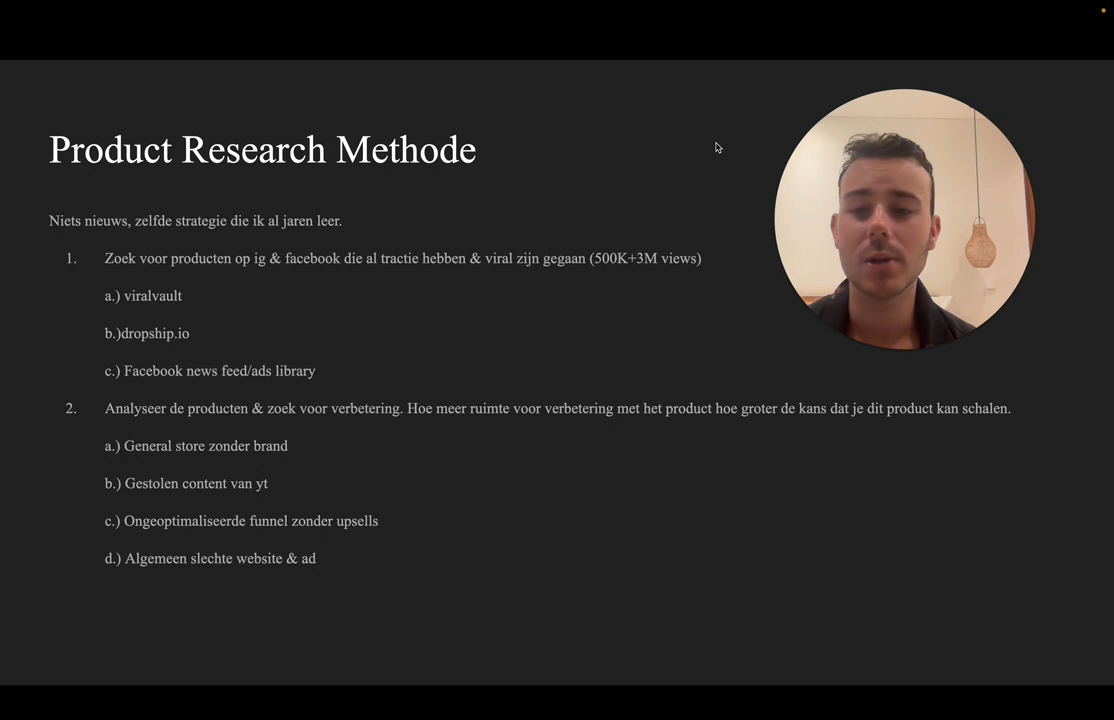 Product Research Methode
Niets nieuws, zelfde strategie die ik al jaren leer.
1. Zoek voor producten op ig & facebook die al tractie hebben & viral zijn gegaan (500K+3M views)
a.) viralvault
b.)dropship.io
c.) Facebook news feed/ads library
2. Analyseer de producten & zoek voor verbetering. Hoe meer ruimte voor verbetering met het product hoe groter de kans dat je dit product kan schalen.
a.) General store zonder brand
b.) Gestolen content van yt
c.) Ongeoptimaliseerde funnel zonder upsells
d.) Algemeen slechte website & ad